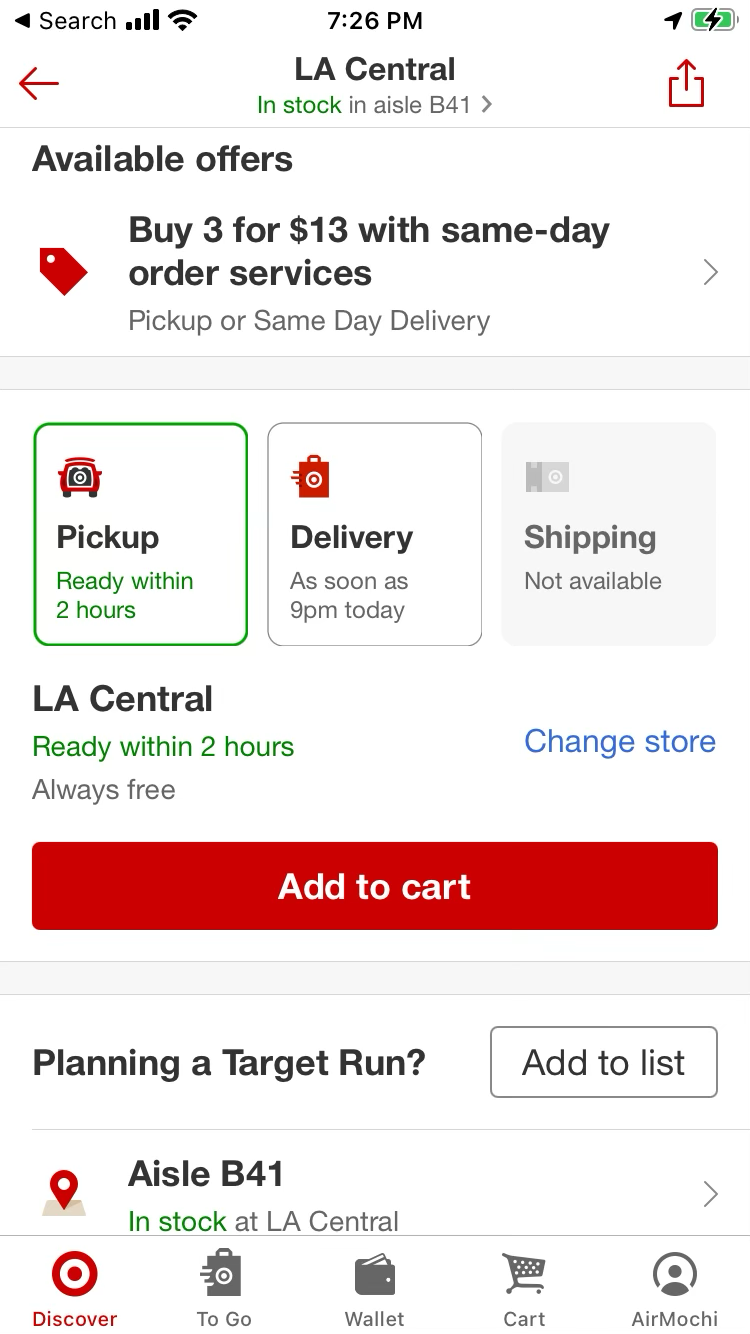 Search
7:26 PM
LA Central
In stock in aisle B41
Available offers
Buy 3 for $13 with same-day
order services
Pickup or Same Day Delivery
Pickup
Ready within
2 hours
Delivery
As soon as
9pm today
Shipping
Not available
LA Central
Ready within 2 hours
Always free
Change store
Add to cart
Planning a Target Run?
Add to list
Aisle B41
In stock at LA Central
Discover
To Go
Wallet
Cart
AirMochi